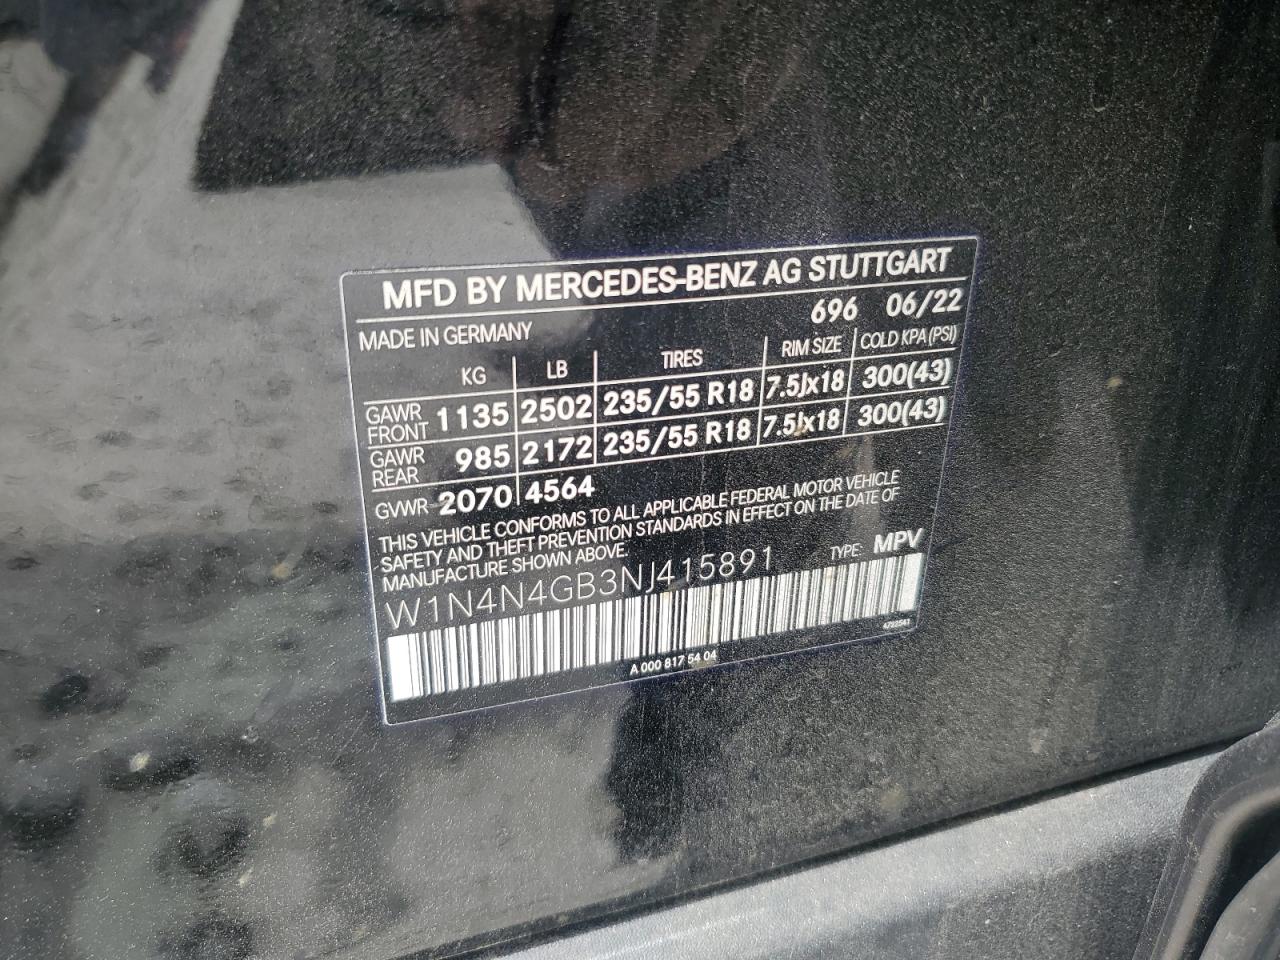 MFD BY MERCEDES-BENZ AG STUTTGART
MADE IN GERMANY 696 06/22
KG LB TIRES RIM SIZE COLD KPA (PSI)
GAWR FRONT 1135 2502 235/55 R18 7.5Jx18 300(43)
GAWR REAR 985 2172 235/55 R18 7.5Jx18 300(43)
GVWR 2070 4564
THIS VEHICLE CONFORMS TO ALL APPLICABLE FEDERAL MOTOR VEHICLE
SAFETY AND THEFT PREVENTION STANDARDS IN EFFECT ON THE DATE OF
MANUFACTURE SHOWN ABOVE.
W1N4N4GB3NJ415891 TYPE: MPV
A 000 817 54 04